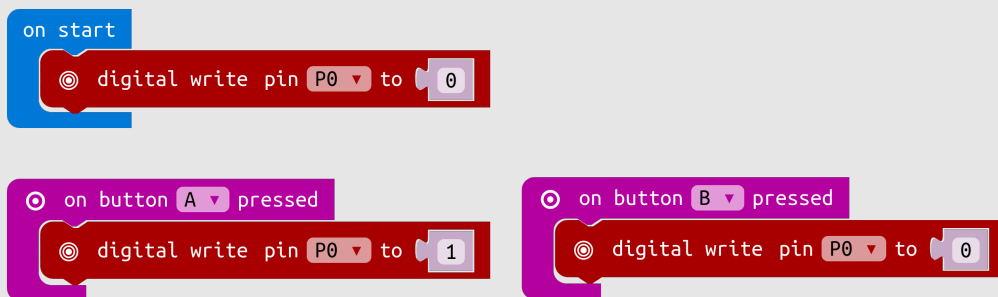 on start
digital write pin P0 ▼ to 0
on button A ▼ pressed
digital write pin P0 ▼ to 1
on button B ▼ pressed
digital write pin P0 ▼ to 0